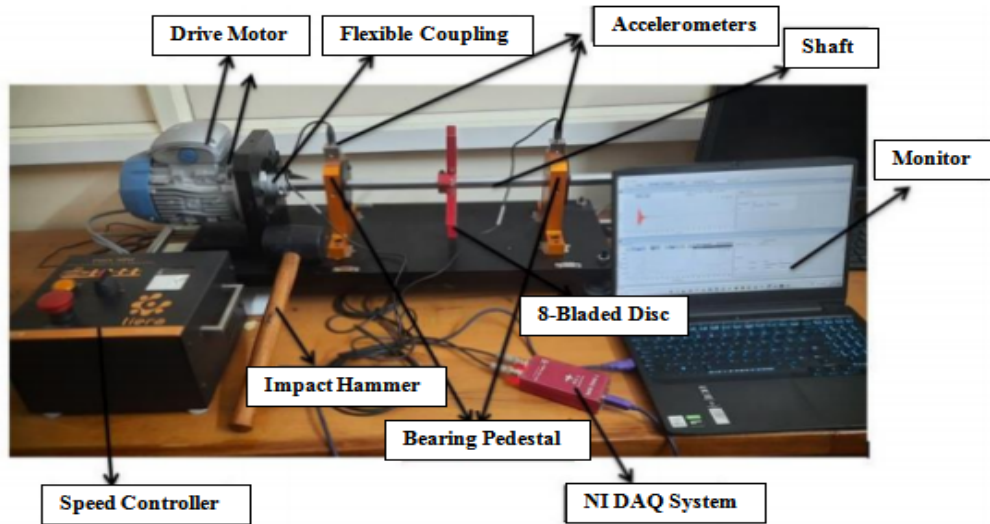 Drive Motor
Flexible Coupling
Accelerometers
Shaft
Monitor
8-Bladed Disc
Impact Hammer
Bearing Pedestal
Speed Controller
NI DAQ System